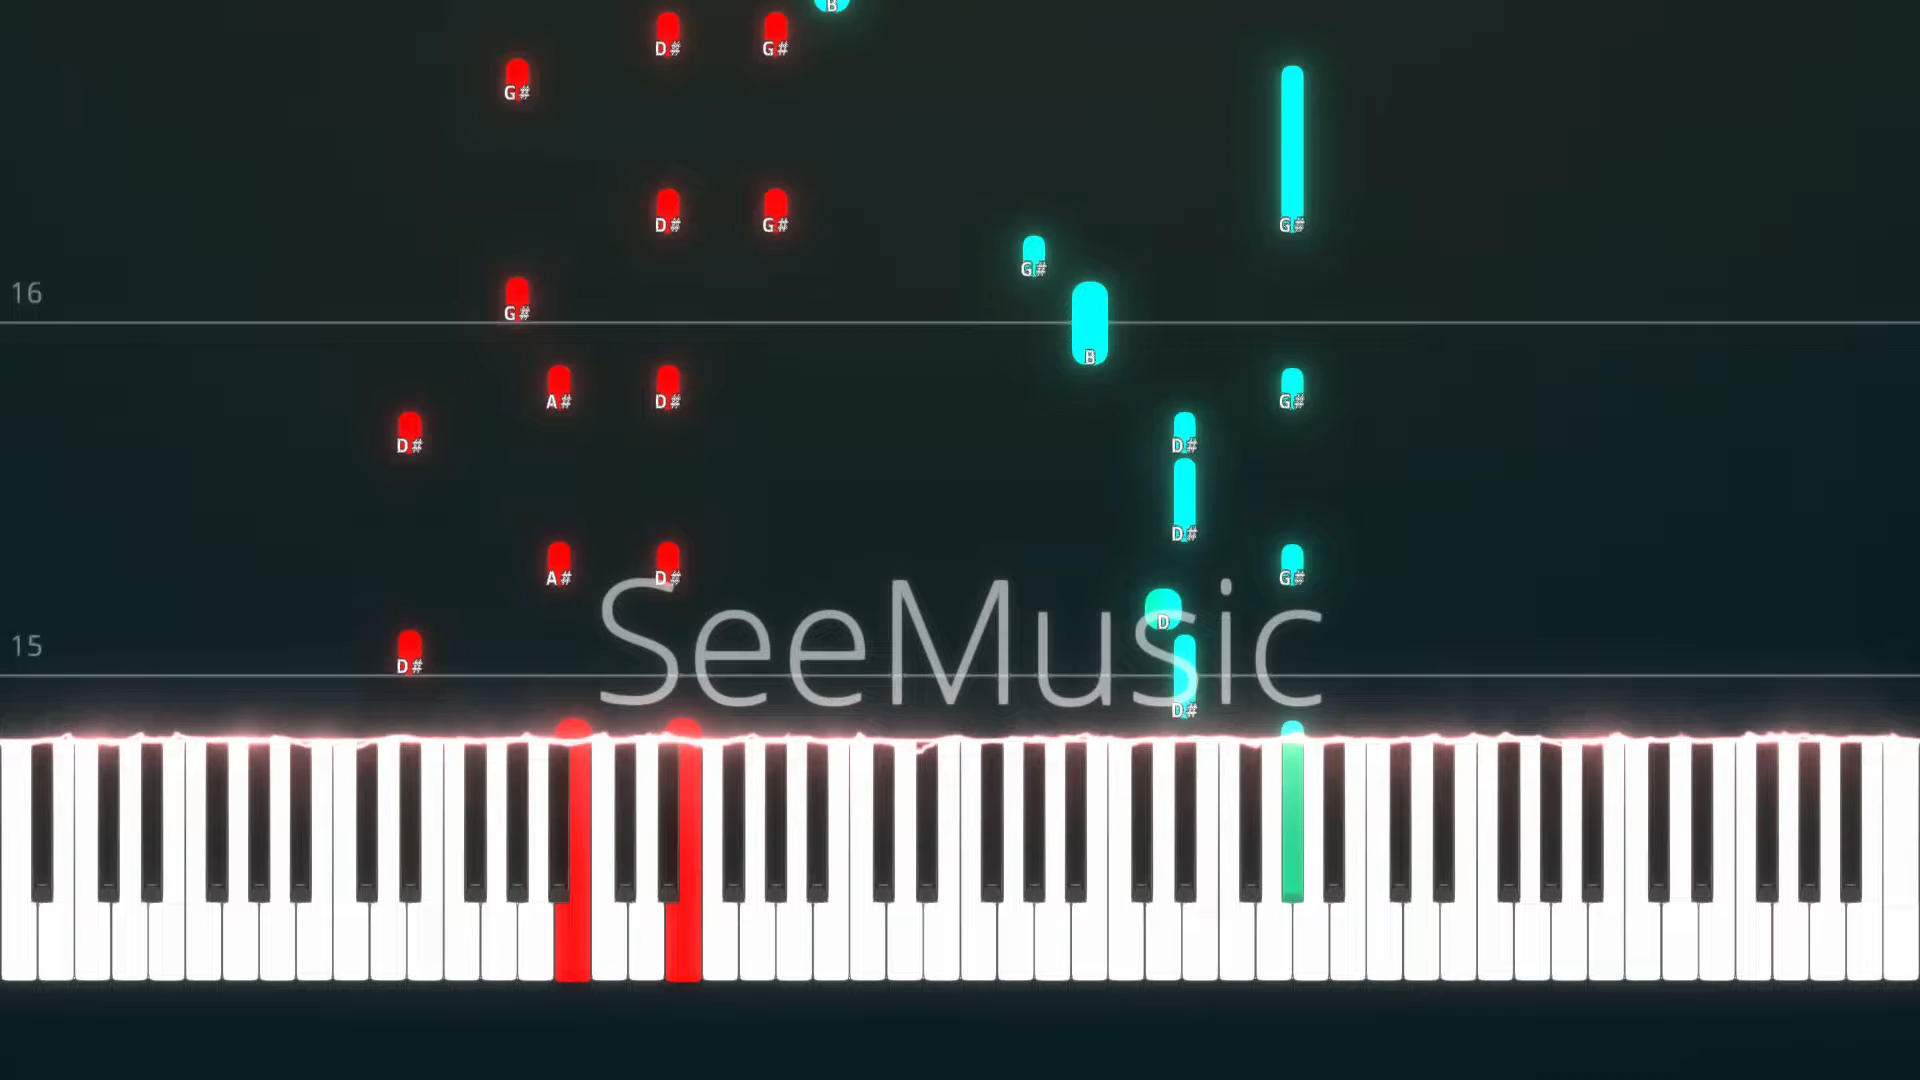 B
D# G#
G#
D# G# G#
G#
16
G#
B
A# D# G#
D# D#
D#
A# D# G#
D
SeeMusic
15
D#
D#